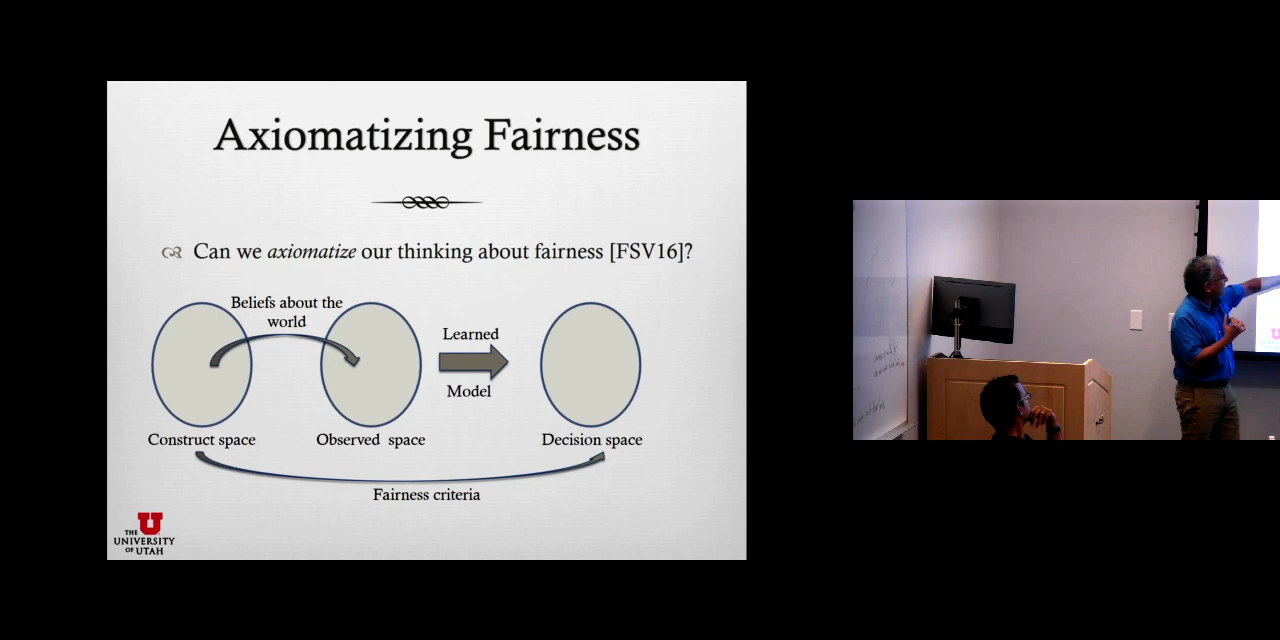 Axiomatizing Fairness
Can we axiomatize our thinking about fairness [FSV16]?
Beliefs about the
world
Learned
Model
Construct space
Observed space
Decision space
Fairness criteria
THE
UNIVERSITY
OF UTAH